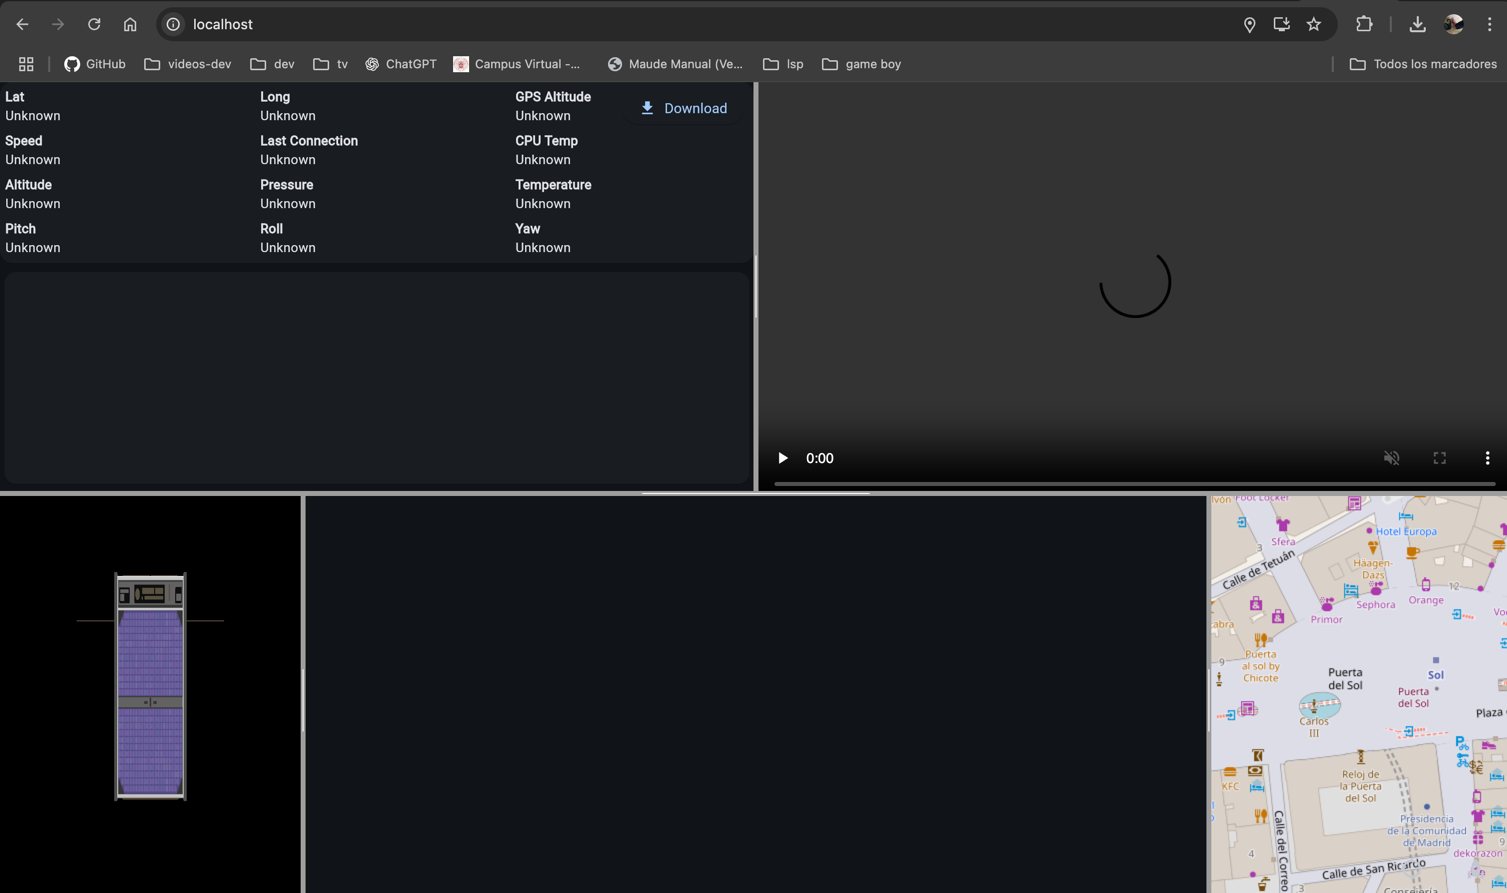 localhost
GitHub
videos-dev
dev
tv
ChatGPT
Campus Virtual -...
Maude Manual (Ve...
lsp
game boy
Todos los marcadores
Lat
Unknown
Long
Unknown
GPS Altitude
Unknown
Download
Speed
Unknown
Last Connection
Unknown
CPU Temp
Unknown
Altitude
Unknown
Pressure
Unknown
Temperature
Unknown
Pitch
Unknown
Roll
Unknown
Yaw
Unknown
0:00
Foot Locker
Sfera
3
Calle de Tetuán
Hotel Europa
Häagen-
Dazs
Sephora
Orange
12
Primor
9
Puerta
al sol by
Chicote
Puerta
del Sol
Sol
Puerta
del Sol
Plaza
Carlos
III
KFC
Reloj de
la Puerta
del Sol
Presidencia
de la Comunidad
de Madrid
9
dekorazon
4
Calle del Correo
3
Calle de San Ricardo
Consejería